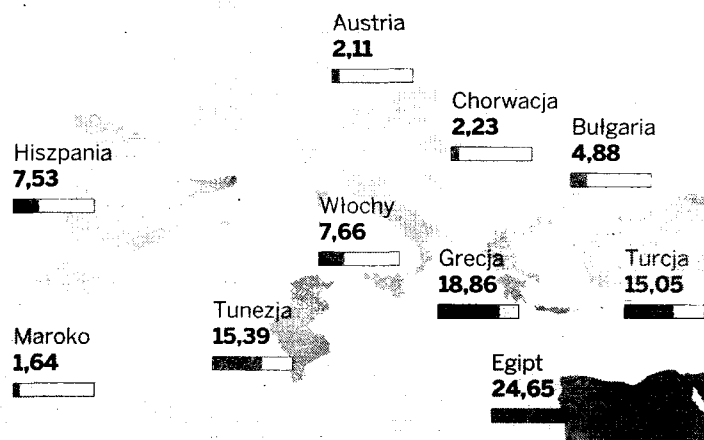 Austria
2,11
Chorwacja
2,23
Bułgaria
4,88
Hiszpania
7,53
Włochy
7,66
Grecja
18,86
Turcja
15,05
Tunezja
15,39
Maroko
1,64
Egipt
24,65